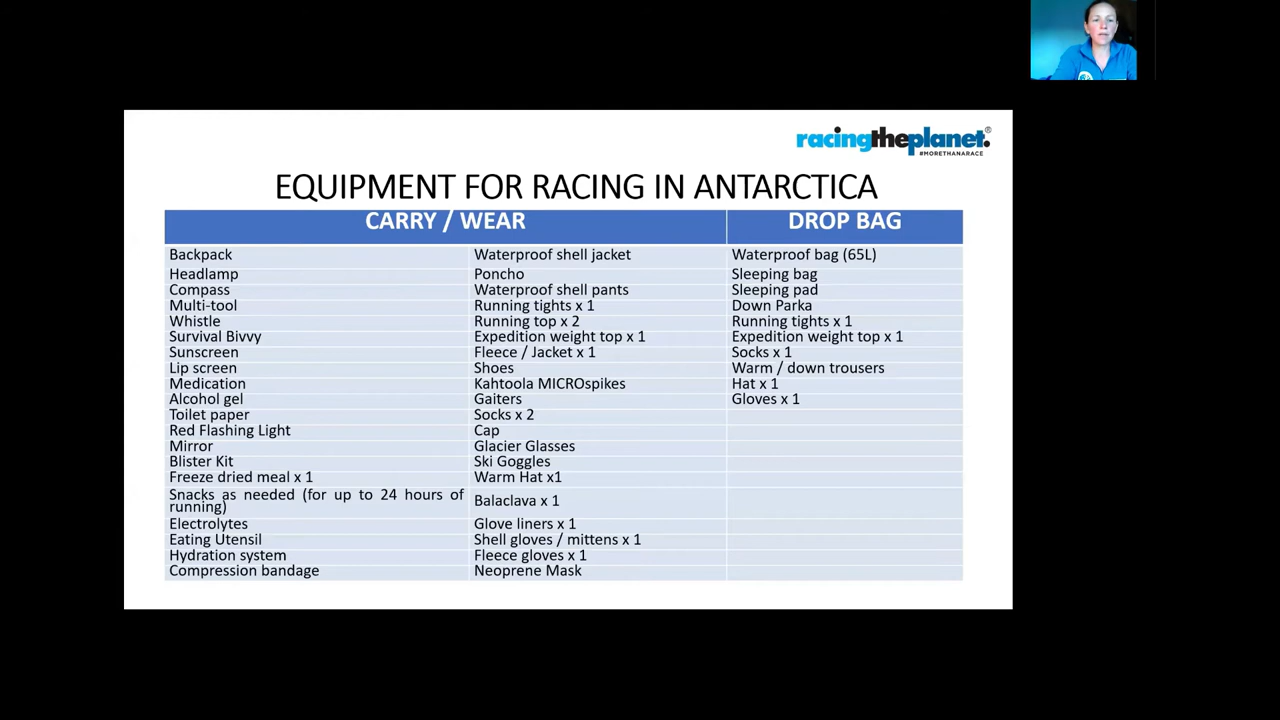 racingtheplanet.®
#MORETHANARACE
EQUIPMENT FOR RACING IN ANTARCTICA
CARRY / WEAR DROP BAG
Backpack Waterproof shell jacket Waterproof bag (65L)
Headlamp Poncho Sleeping bag
Compass Waterproof shell pants Sleeping pad
Multi-tool Running tights x 1 Down Parka
Whistle Running top x 2 Running tights x 1
Survival Bivvy Expedition weight top x 1 Expedition weight top x 1
Sunscreen Fleece / Jacket x 1 Socks x 1
Lip screen Shoes Warm / down trousers
Medication Kahtoola MICROspikes Hat x 1
Alcohol gel Gaiters Gloves x 1
Toilet paper Socks x 2
Red Flashing Light Cap
Mirror Glacier Glasses
Blister Kit Ski Goggles
Freeze dried meal x 1 Warm Hat x1
Snacks as needed (for up to 24 hours of
running) Balaclava x 1
Electrolytes Glove liners x 1
Eating Utensil Shell gloves / mittens x 1
Hydration system Fleece gloves x 1
Compression bandage Neoprene Mask